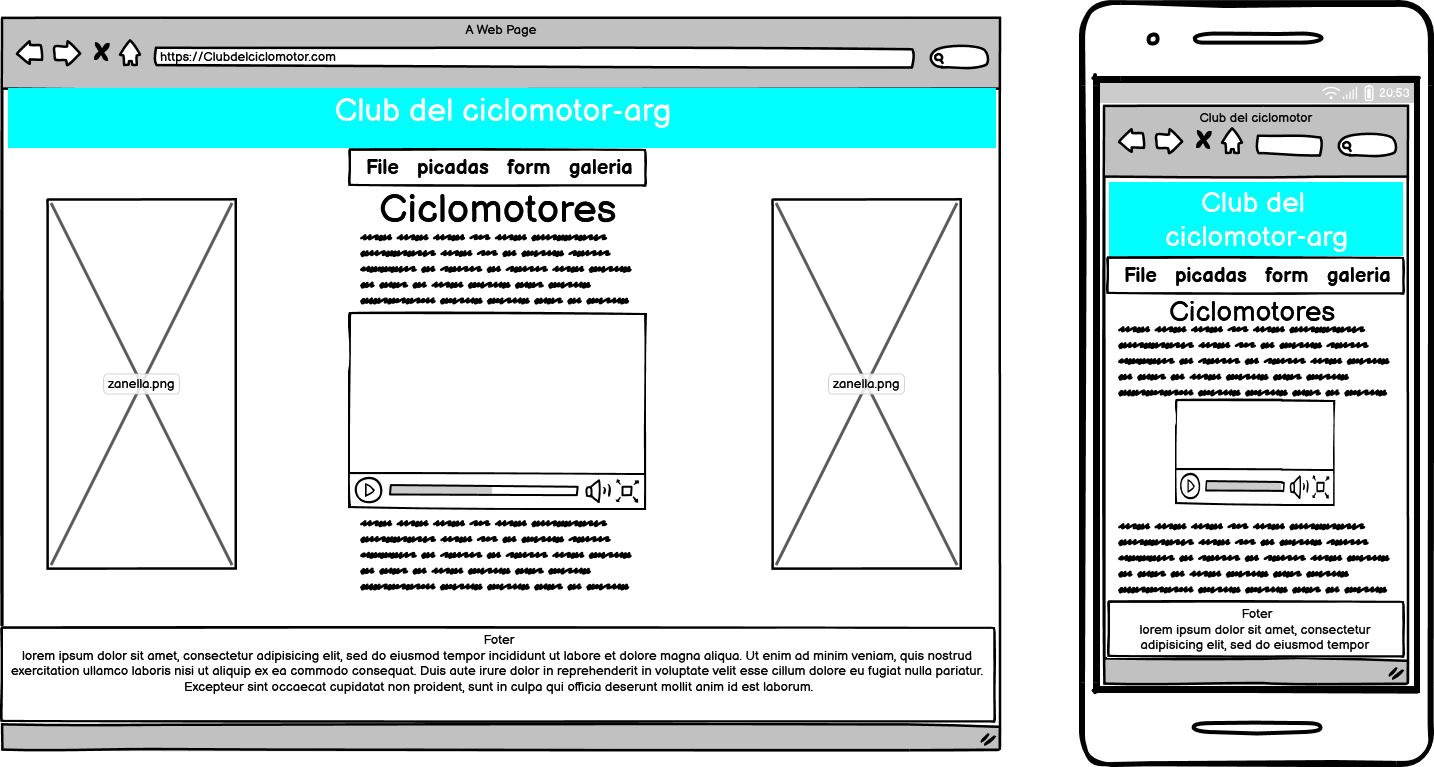 A Web Page
https://Clubdelciclomotor.com
Club del ciclomotor-arg
File picadas form galeria
Ciclomotores
zanella.png
zanella.png
Foter
lorem ipsum dolor sit amet, consectetur adipisicing elit, sed do eiusmod tempor incididunt ut labore et dolore magna aliqua. Ut enim ad minim veniam, quis nostrud
exercitation ullamco laboris nisi ut aliquip ex ea commodo consequat. Duis aute irure dolor in reprehenderit in voluptate velit esse cillum dolore eu fugiat nulla pariatur.
Excepteur sint occaecat cupidatat non proident, sunt in culpa qui officia deserunt mollit anim id est laborum.
20:53
Club del ciclomotor
Club del
ciclomotor-arg
File picadas form galeria
Ciclomotores
Foter
lorem ipsum dolor sit amet, consectetur
adipisicing elit, sed do eiusmod tempor